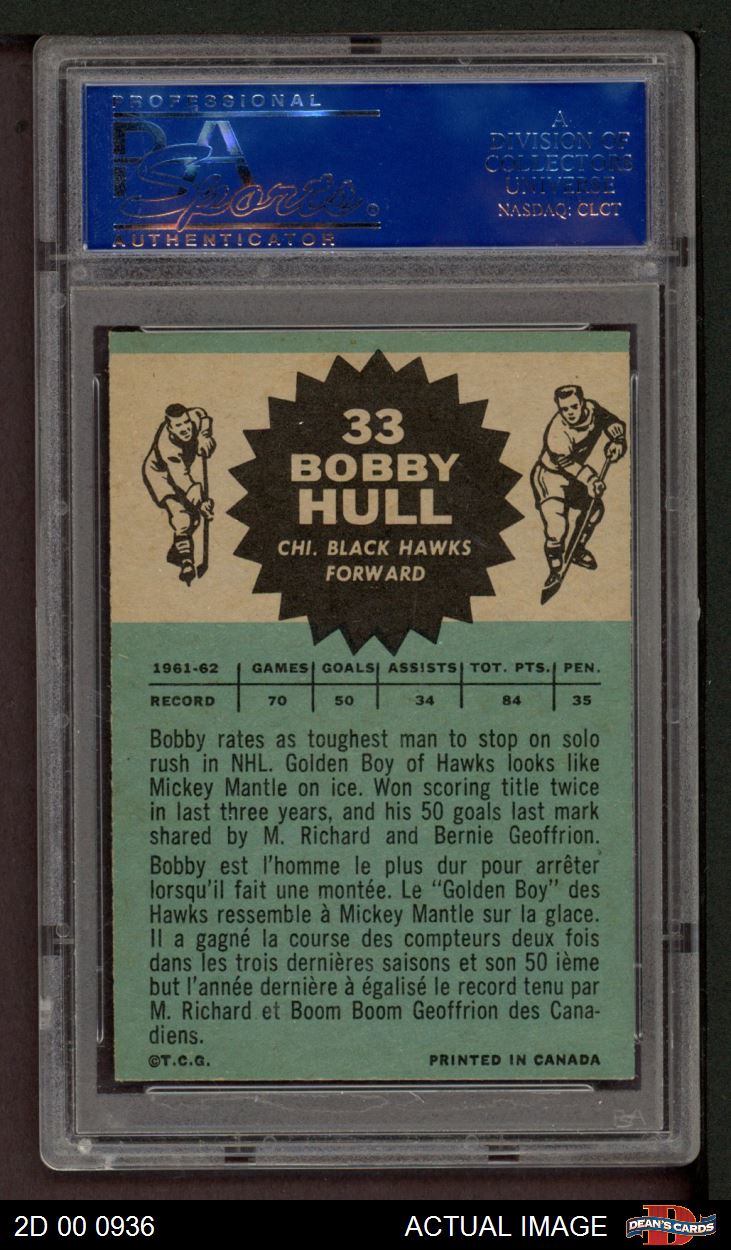 PROFESSIONAL
PSA
Sports
AUTHENTICATOR
A
DIVISION OF
COLLECTORS
UNIVERSE
NASDAQ: CLCT
33
BOBBY
HULL
CHI. BLACK HAWKS
FORWARD
1961-62 GAMES GOALS ASSISTS TOT. PTS. PEN.
RECORD 70 50 34 84 35
Bobby rates as toughest man to stop on solo
rush in NHL. Golden Boy of Hawks looks like
Mickey Mantle on ice. Won scoring title twice
in last three years, and his 50 goals last mark
shared by M. Richard and Bernie Geoffrion.
Bobby est l'homme le plus dur pour arrêter
lorsqu'il fait une montée. Le "Golden Boy" des
Hawks ressemble à Mickey Mantle sur la glace.
Il a gagné la course des compteurs deux fois
dans les trois dernières saisons et son 50 ième
but l'année dernière à égalisé le record tenu par
M. Richard et Boom Boom Geoffrion des Cana-
diens.
©T.C.G. PRINTED IN CANADA
PSA
2D 00 0936 ACTUAL IMAGE DEAN'S CARDS